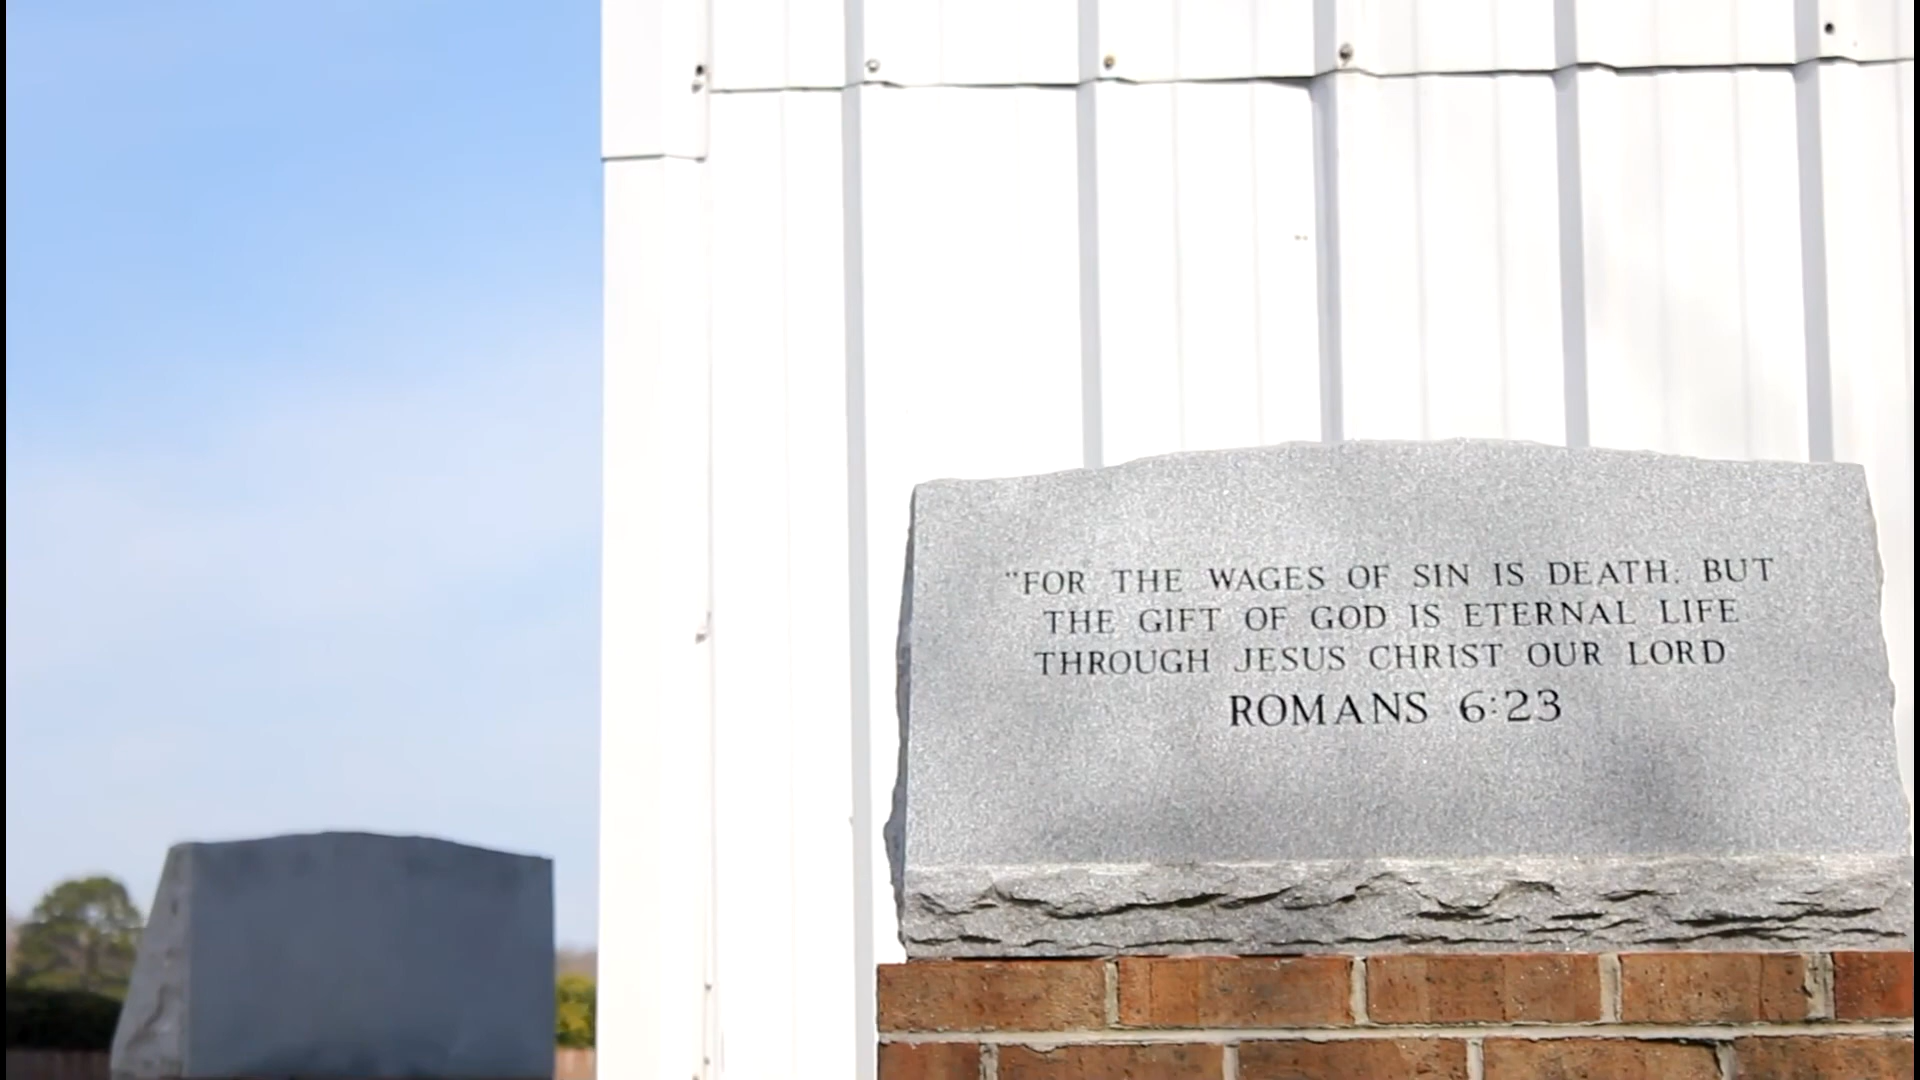 "FOR THE WAGES OF SIN IS DEATH: BUT
THE GIFT OF GOD IS ETERNAL LIFE
THROUGH JESUS CHRIST OUR LORD
ROMANS 6:23